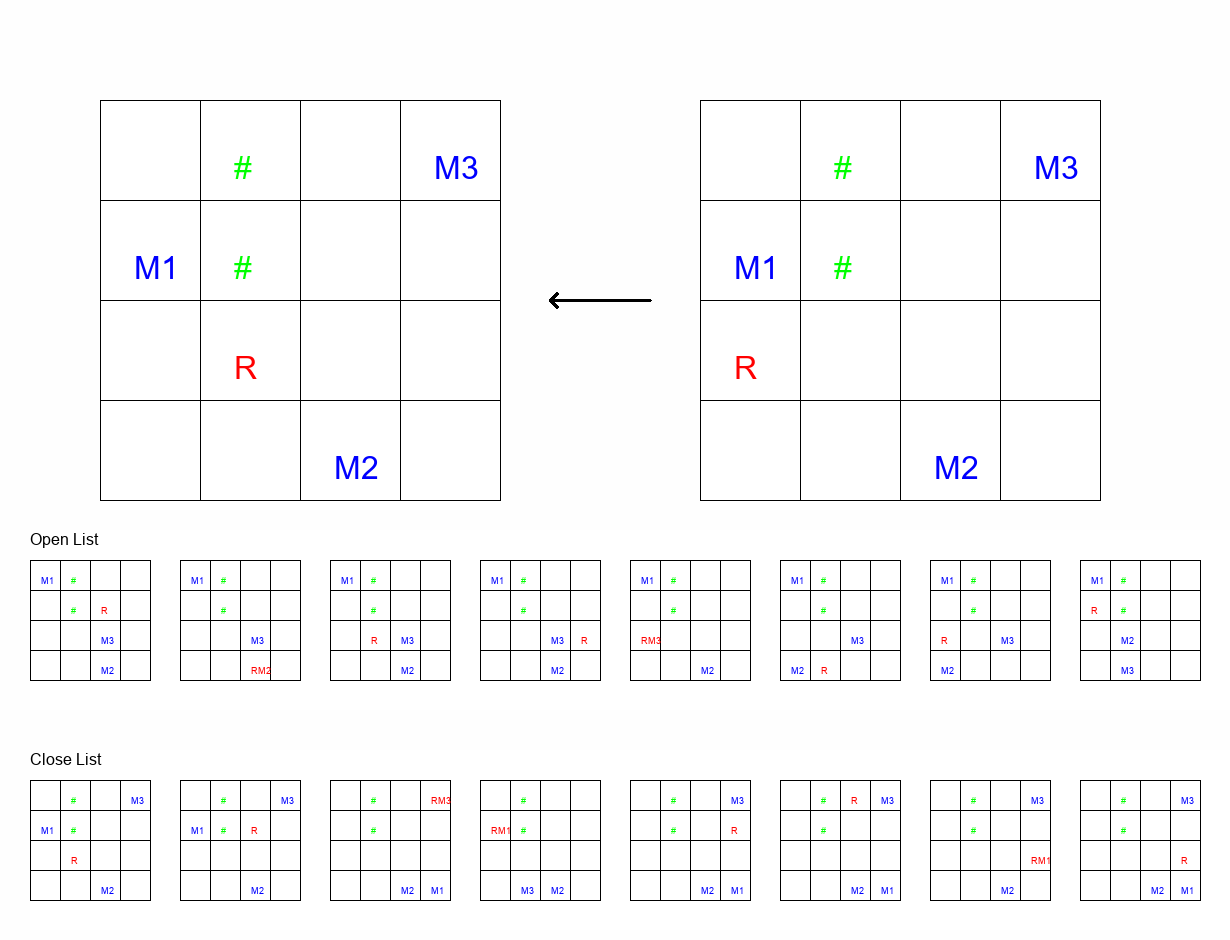 # M3 # M3
M1 # M1 #
R R
M2 M2
Open List
M1 # M1 # M1 # M1 # M1 # M1 # M1 # M1 #
# R # # # # # # R #
M3 M3 R M3 M3 R RM3 M3 R M3 M2
M2 RM2 M2 M2 M2 M2 R M2 M3
Close List
# M3 # M3 # RM3 # # M3 # R M3 # M3 # M3
M1 # M1 # R # RM1 # # R # # #
R RM1 R
M2 M2 M2 M1 M3 M2 M2 M1 M2 M1 M2 M2 M1